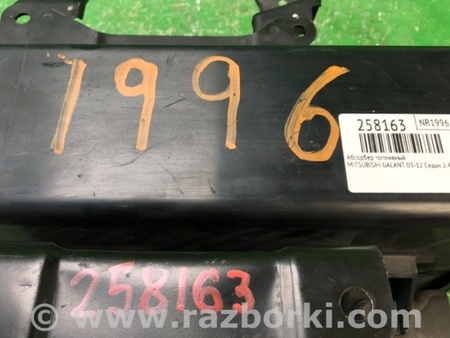 1996
258163 NR1996
Абсорбер топливный
MITSUBISHI GALANT 03-12 Седан 2.4
258163
www.razborki.com